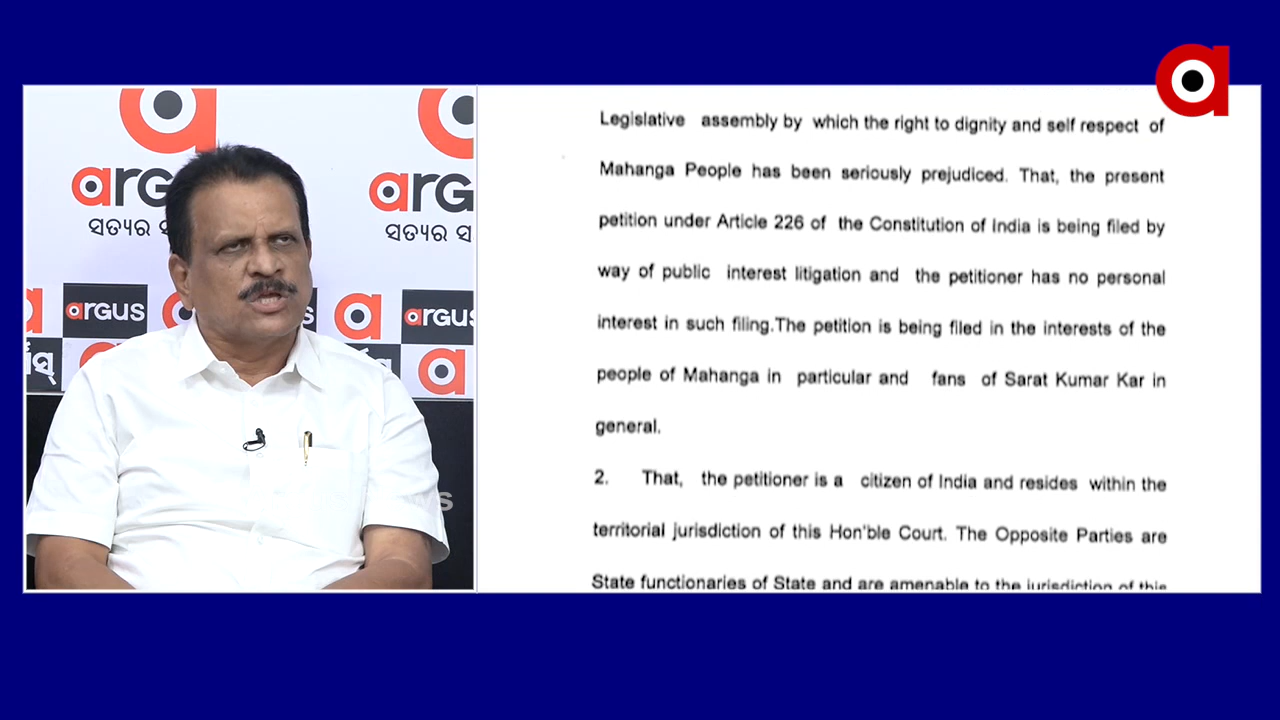 argus
argus
ସତ୍ୟର ସ
ସତ୍ୟର ସ
argus
argus
Legislative assembly by which the right to dignity and self respect of
Mahanga People has been seriously prejudiced. That, the present
petition under Article 226 of the Constitution of India is being filed by
way of public interest litigation and the petitioner has no personal
interest in such filing.The petition is being filed in the interests of the
people of Mahanga in particular and fans of Sarat Kumar Kar in
general.
2. That, the petitioner is a citizen of India and resides within the
territorial jurisdiction of this Hon'ble Court. The Opposite Parties are
State functionaries of State and are amenable to the jurisdiction of this